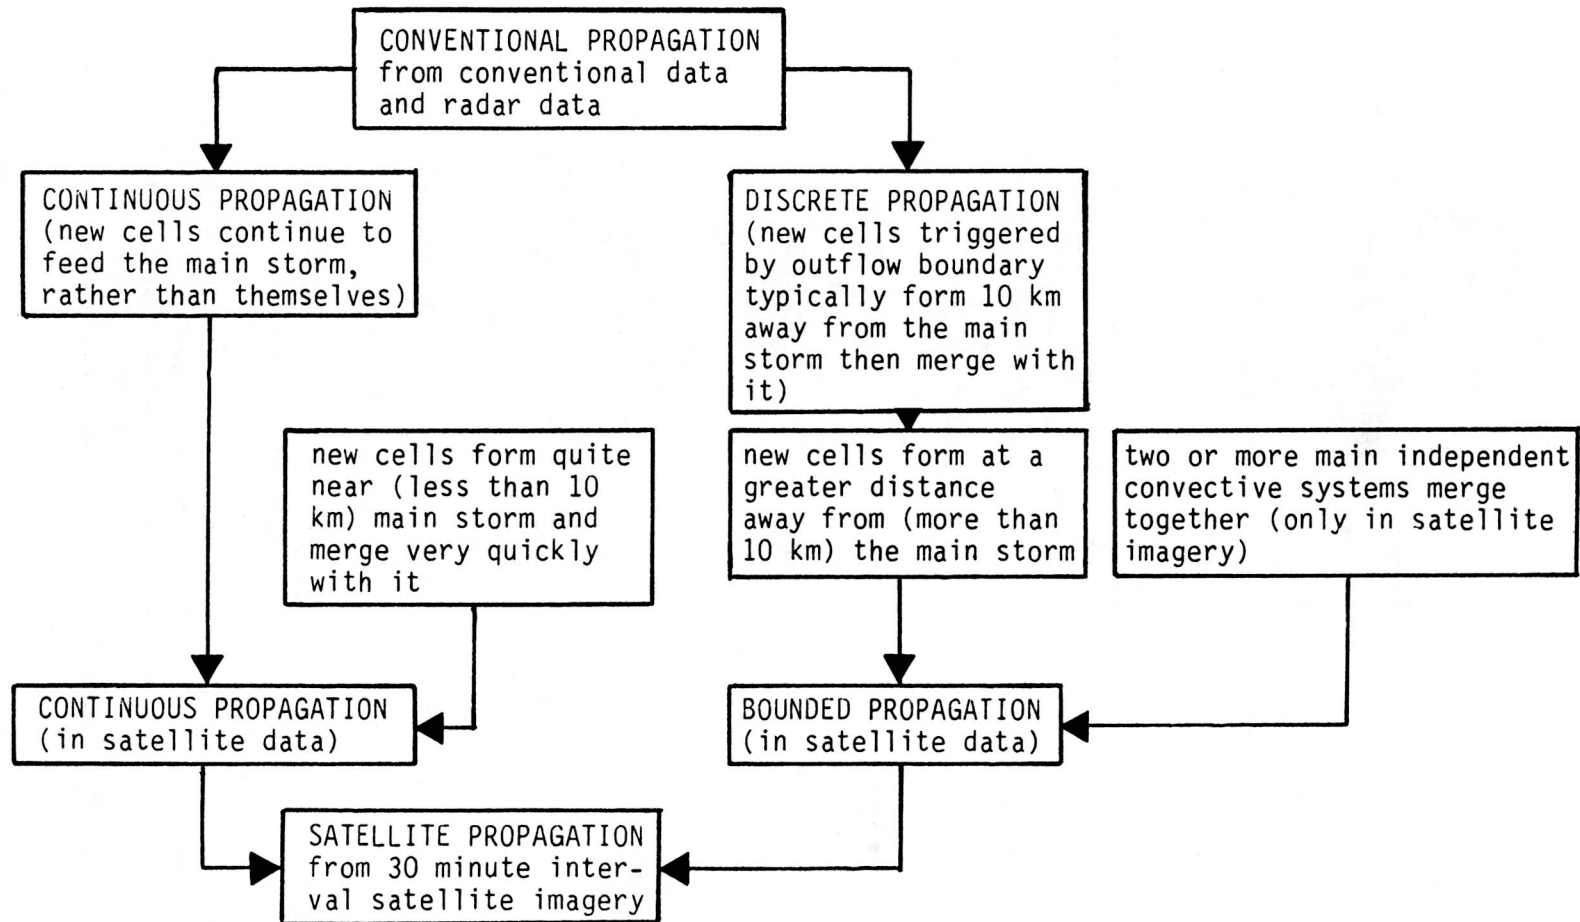 CONVENTIONAL PROPAGATION
from conventional data
and radar data
CONTINUOUS PROPAGATION
(new cells continue to
feed the main storm,
rather than themselves)
DISCRETE PROPAGATION
(new cells triggered
by outflow boundary
typically form 10 km
away from the main
storm then merge with
it)
new cells form quite
near (less than 10
km) main storm and
merge very quickly
with it
new cells form at a
greater distance
away from (more than
10 km) the main storm
two or more main independent
convective systems merge
together (only in satellite
imagery)
CONTINUOUS PROPAGATION
(in satellite data)
BOUNDED PROPAGATION
(in satellite data)
SATELLITE PROPAGATION
from 30 minute inter-
val satellite imagery